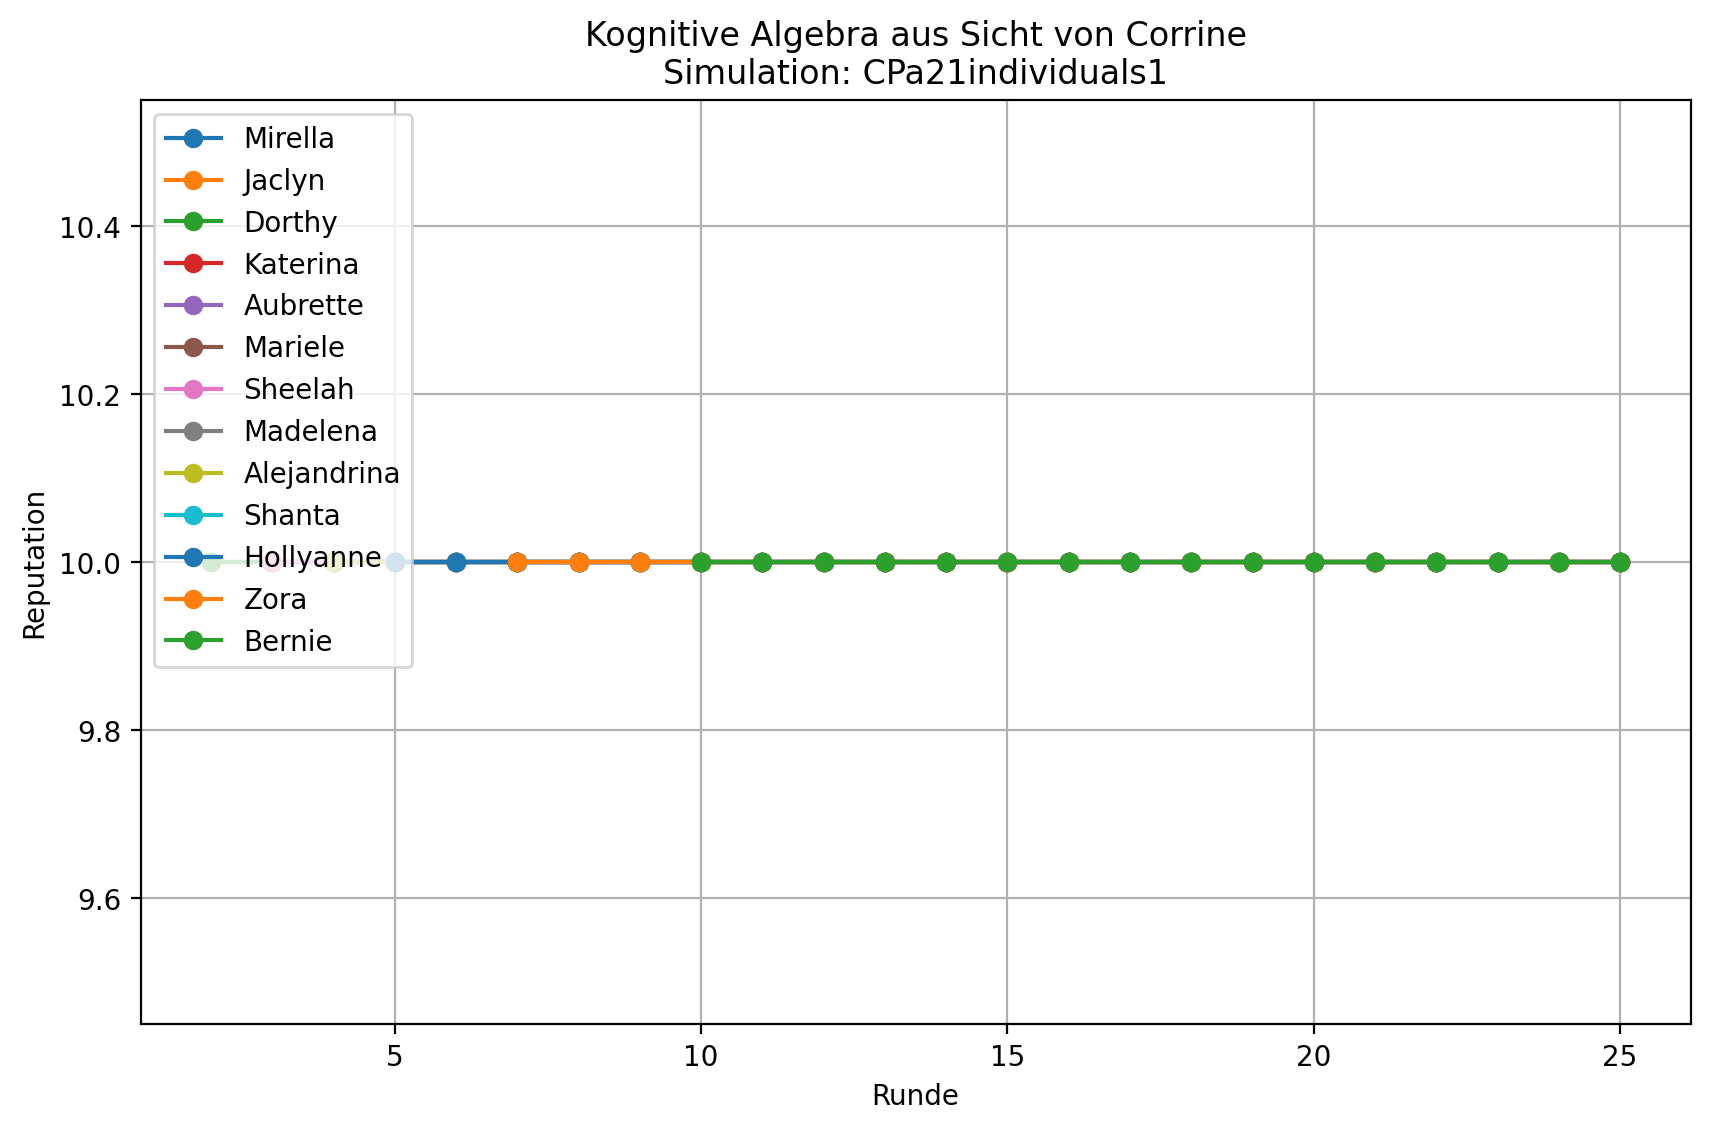 Kognitive Algebra aus Sicht von Corrine
Simulation: CPa21individuals1
Mirella
Jaclyn
Dorthy
Katerina
Aubrette
Mariele
Sheelah
Madelena
Alejandrina
Shanta
Hollyanne
Zora
Bernie
Reputation
10.4
10.2
10.0
9.8
9.6
5 10 15 20 25
Runde